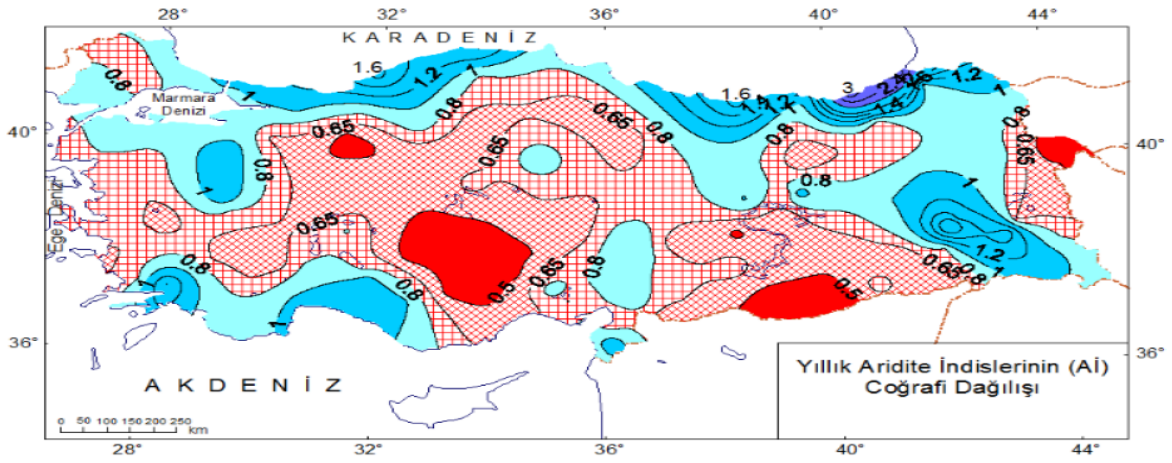 28° 32° 36° 40° 44°
KARADENİZ
1.6 1.2 1
0.8
1
Marmara
Denizi
1.6 1.4 1.2
3 2.4 1.6 1.2 1
1.4
40° 40°
0.65 0.8 0.65 0.8 0.8 0.8
0.65
0.8 0.65
1 0.8 1
Ege Denizi
0.65 1.2
0.8 0.8 0.65 0.8 0.65 0.8 1
1 1 0.5 0.5
36° 36°
AKDENİZ
Yıllık Aridite İndislerinin (Aİ)
Coğrafi Dağılışı
0 50 100 150 200 250
km
28° 32° 36° 40° 44°